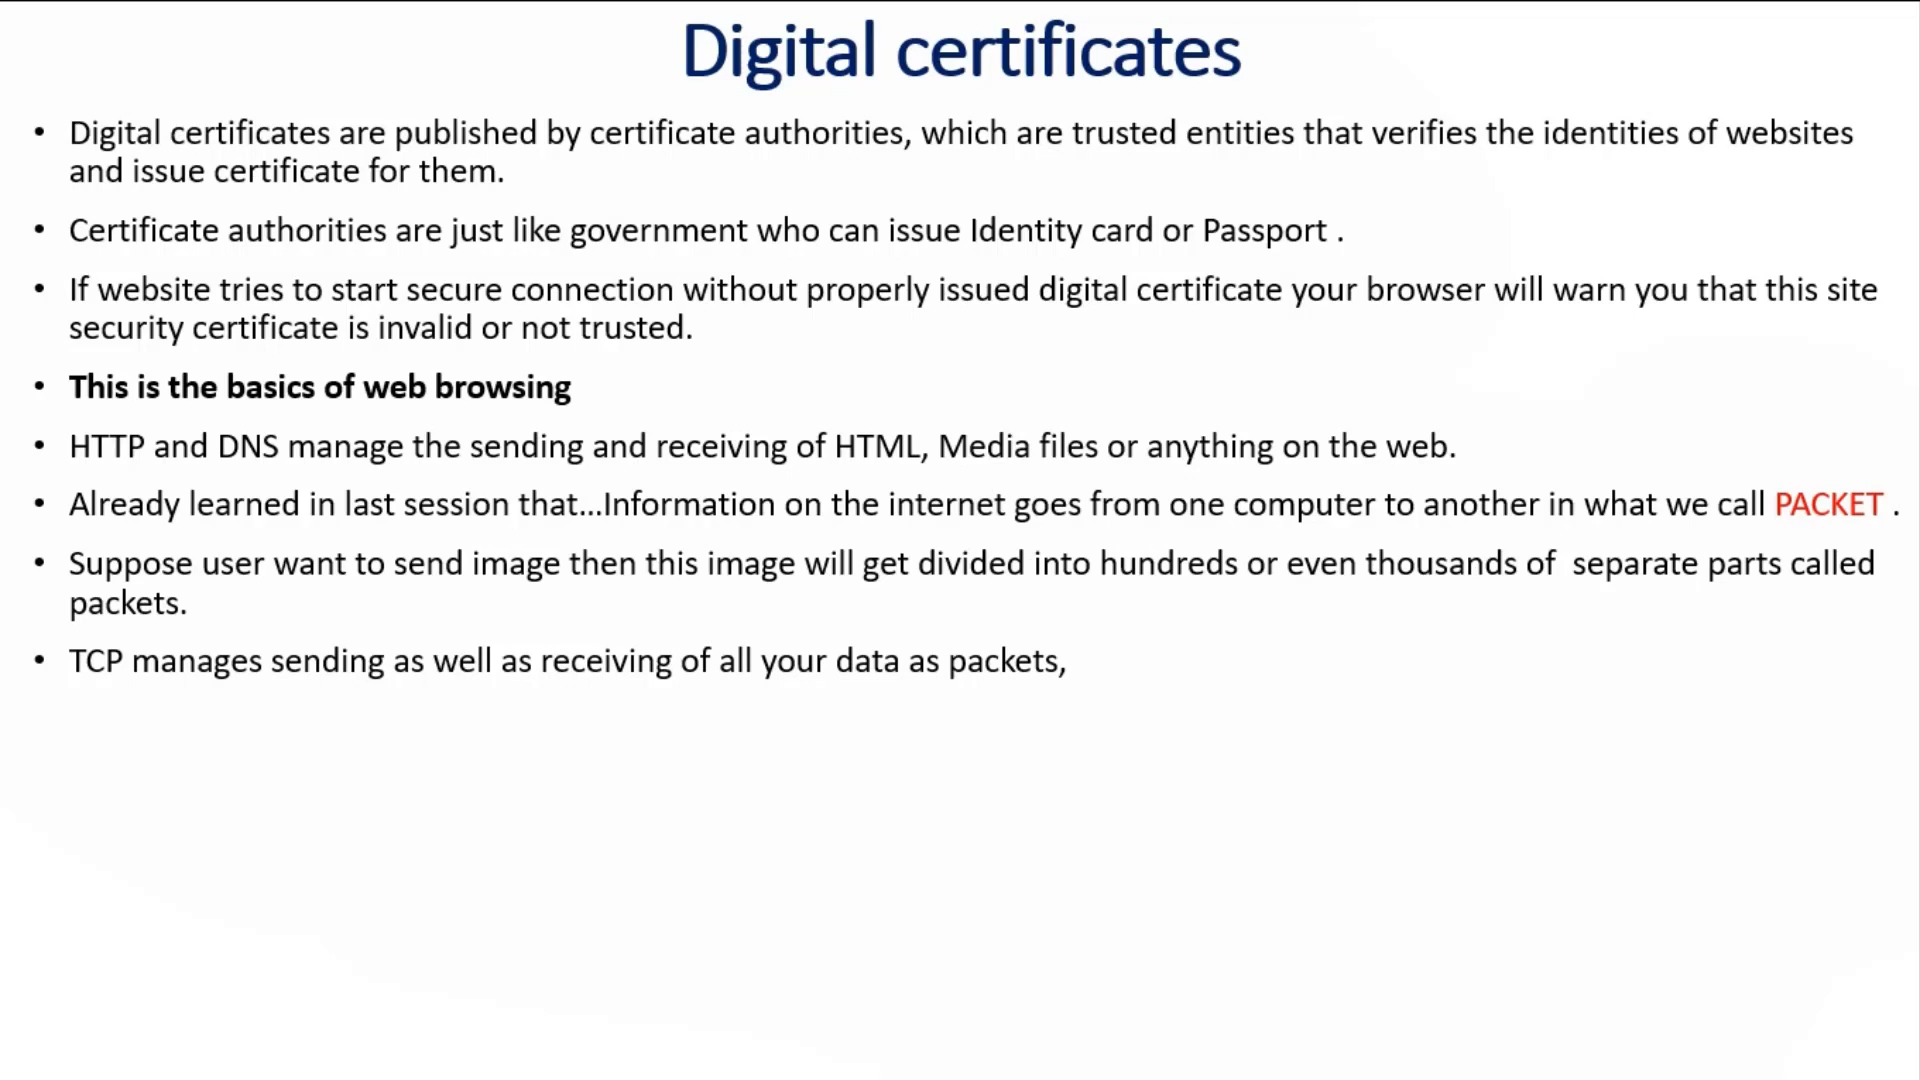 Digital certificates
• Digital certificates are published by certificate authorities, which are trusted entities that verifies the identities of websites
and issue certificate for them.
• Certificate authorities are just like government who can issue Identity card or Passport .
• If website tries to start secure connection without properly issued digital certificate your browser will warn you that this site
security certificate is invalid or not trusted.
• This is the basics of web browsing
• HTTP and DNS manage the sending and receiving of HTML, Media files or anything on the web.
• Already learned in last session that...Information on the internet goes from one computer to another in what we call PACKET .
• Suppose user want to send image then this image will get divided into hundreds or even thousands of  separate parts called
packets.
• TCP manages sending as well as receiving of all your data as packets,